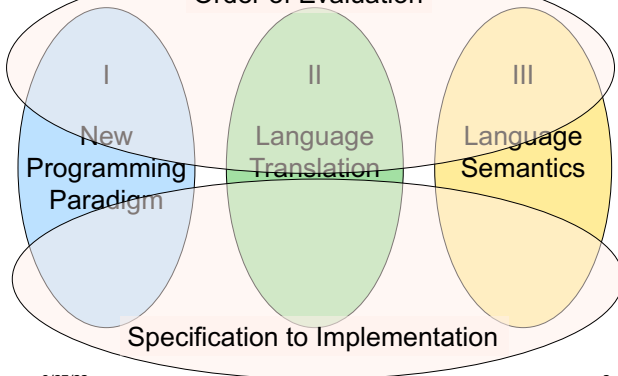 Order of Evaluation
I
II
III
New
Programming
Paradigm
Language
Translation
Language
Semantics
Specification to Implementation